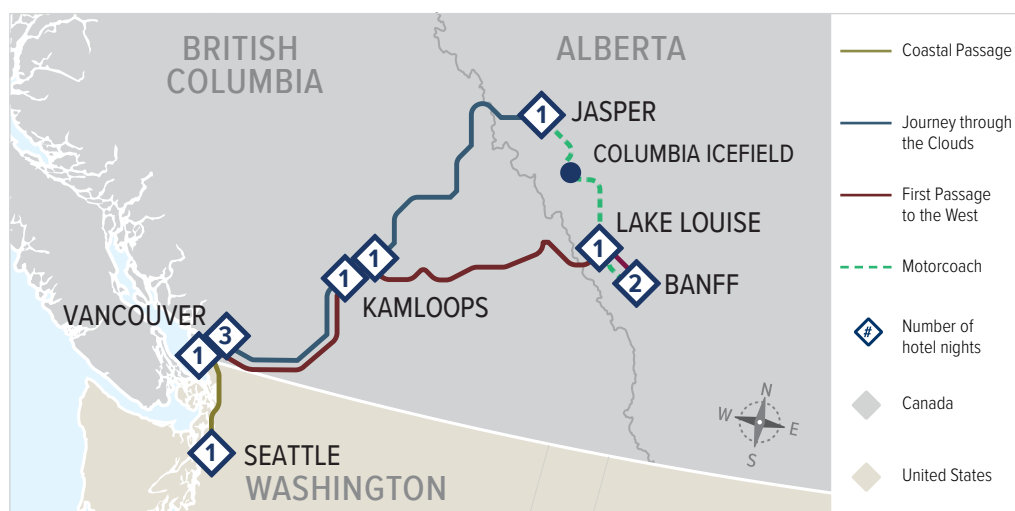 BRITISH
COLUMBIA
ALBERTA
1
JASPER
COLUMBIA ICEFIELD
LAKE LOUISE
1
2
BANFF
1
1
KAMLOOPS
VANCOUVER
3
1
1
SEATTLE
WASHINGTON
N
W
E
S
Coastal Passage
Journey through
the Clouds
First Passage
to the West
Motorcoach
#
Number of
hotel nights
Canada
United States